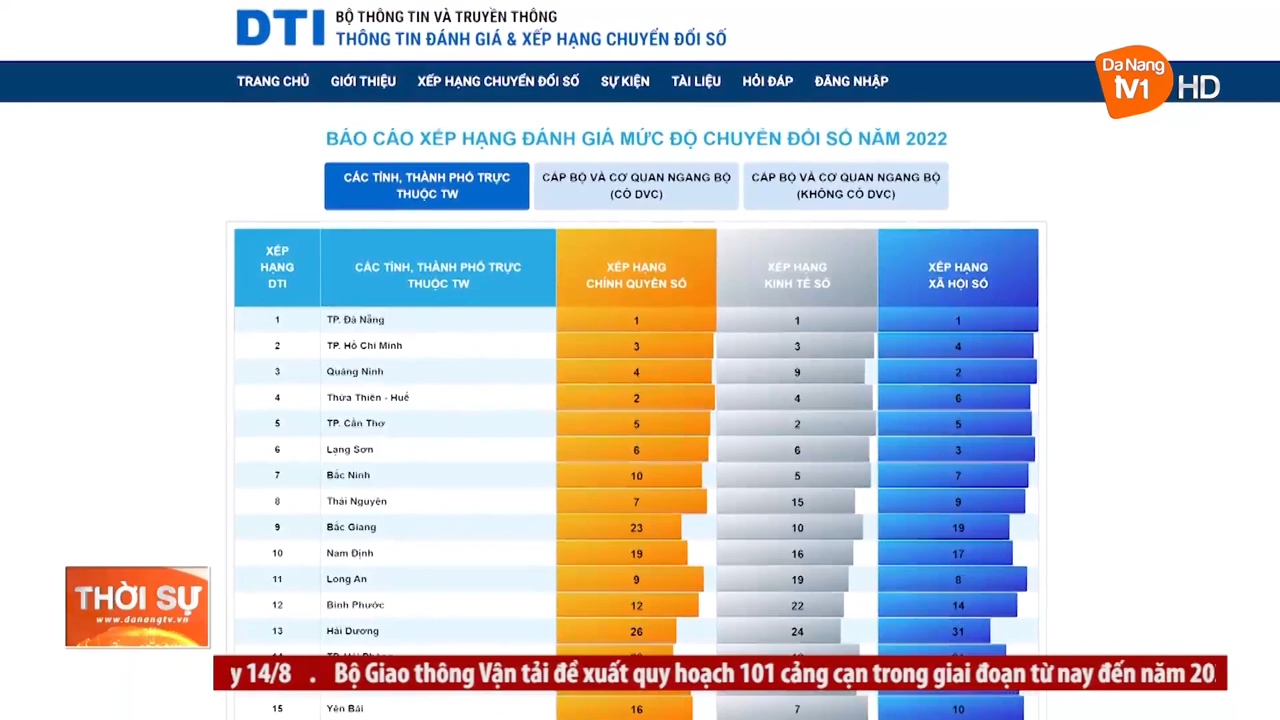 DTI
BỘ THÔNG TIN VÀ TRUYỀN THÔNG
THÔNG TIN ĐÁNH GIÁ & XẾP HẠNG CHUYỂN ĐỔI SỐ
TRANG CHỦ GIỚI THIỆU XẾP HẠNG CHUYỂN ĐỔI SỐ SỰ KIỆN TÀI LIỆU HỎI ĐÁP ĐĂNG NHẬP
Da Nang
TV1 HD
BÁO CÁO XẾP HẠNG ĐÁNH GIÁ MỨC ĐỘ CHUYỂN ĐỔI SỐ NĂM 2022
CÁC TỈNH, THÀNH PHỐ TRỰC
THUỘC TW
CẤP BỘ VÀ CƠ QUAN NGANG BỘ
(CÓ DVC)
CẤP BỘ VÀ CƠ QUAN NGANG BỘ
(KHÔNG CÓ DVC)
XẾP
HẠNG
DTI
CÁC TỈNH, THÀNH PHỐ TRỰC
THUỘC TW
XẾP HẠNG
CHÍNH QUYỀN SỐ
XẾP HẠNG
KINH TẾ SỐ
XẾP HẠNG
XÃ HỘI SỐ
1 TP. Đà Nẵng 1 1 1
2 TP. Hồ Chí Minh 3 3 4
3 Quảng Ninh 4 9 2
4 Thừa Thiên - Huế 2 4 6
5 TP. Cần Thơ 5 2 5
6 Lạng Sơn 6 6 3
7 Bắc Ninh 10 5 7
8 Thái Nguyên 7 15 9
9 Bắc Giang 23 10 19
10 Nam Định 19 16 17
11 Long An 9 19 8
12 Bình Phước 12 22 14
13 Hải Dương 26 24 31
15 Yên Bái 16 7 10
THỜI SỰ
www.danangtv.vn
y 14/8 . Bộ Giao thông Vận tải đề xuất quy hoạch 101 cảng cạn trong giai đoạn từ nay đến năm 20